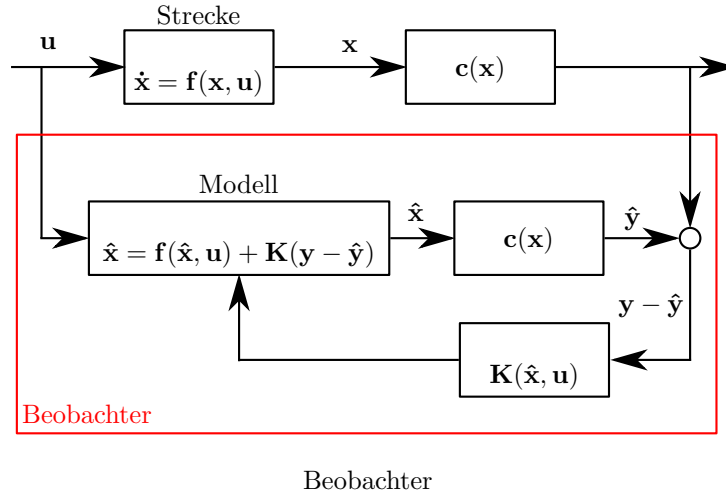 Strecke
u
x
ẋ = f(x, u)
c(x)
Modell
x̂
ŷ
x̂ = f(x̂, u) + K(y − ŷ)
c(x)
y − ŷ
K(x̂, u)
Beobachter
Beobachter